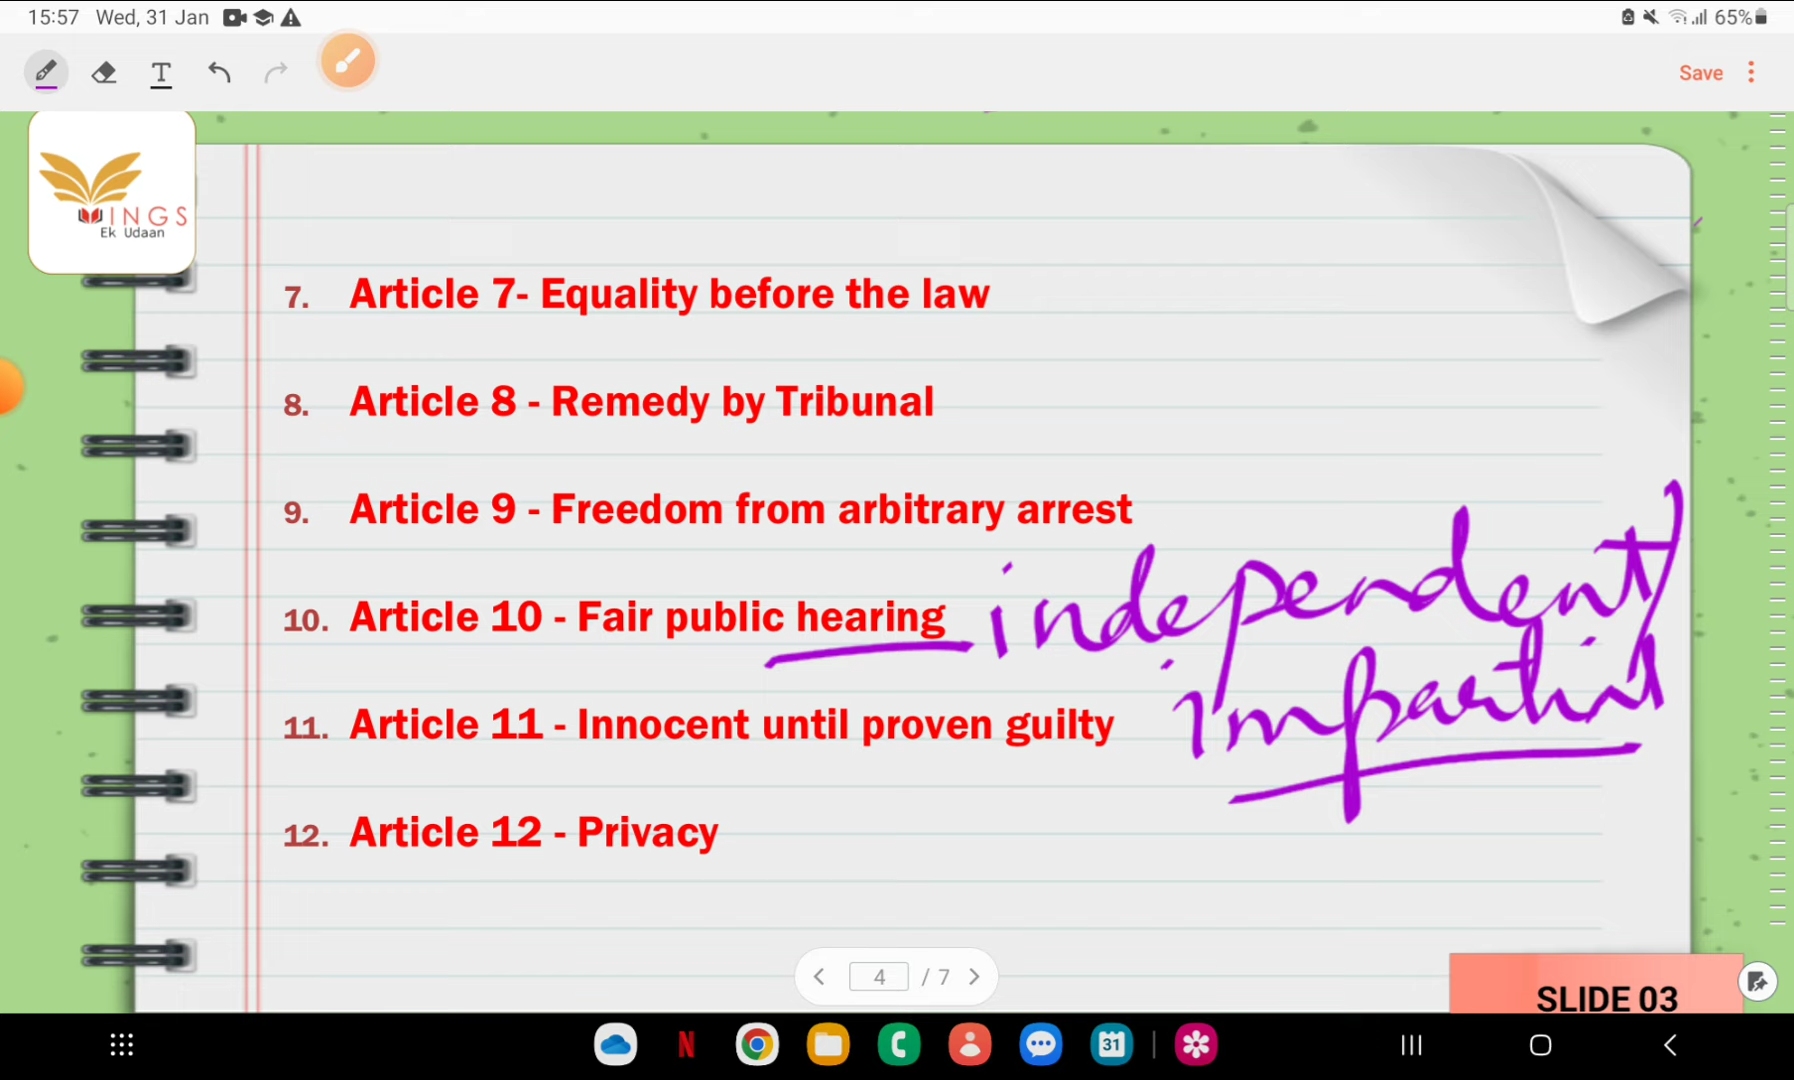 15:57 Wed, 31 Jan 65%
T Save
WINGS
Ek Udaan
7. Article 7- Equality before the law
8. Article 8 - Remedy by Tribunal
9. Article 9 - Freedom from arbitrary arrest
10. Article 10 - Fair public hearing independent/
impartial
11. Article 11 - Innocent until proven guilty
12. Article 12 - Privacy
4 / 7
SLIDE 03
N 31